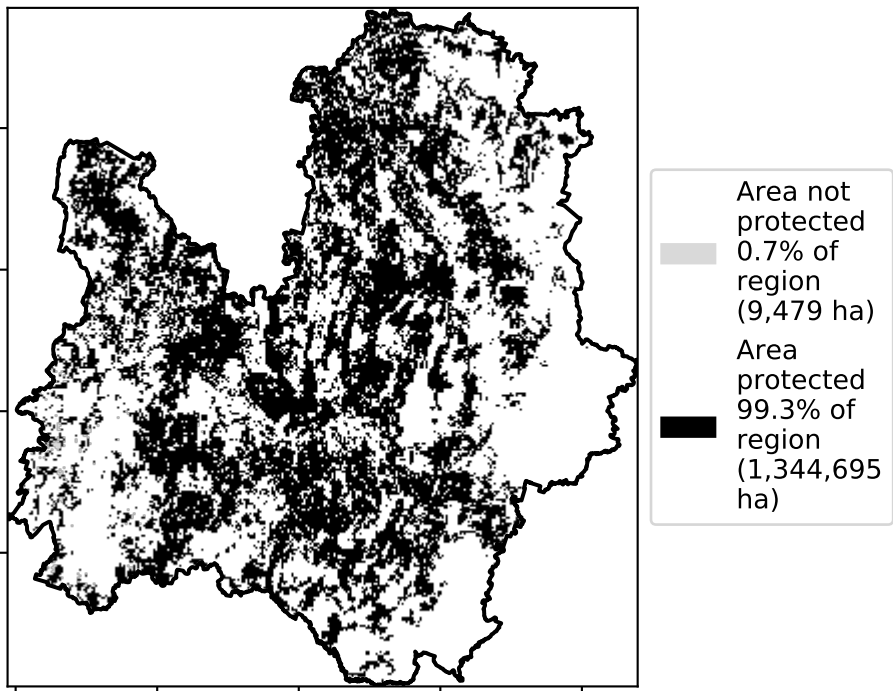 Area not
protected
0.7% of
region
(9,479 ha)
Area
protected
99.3% of
region
(1,344,695
ha)